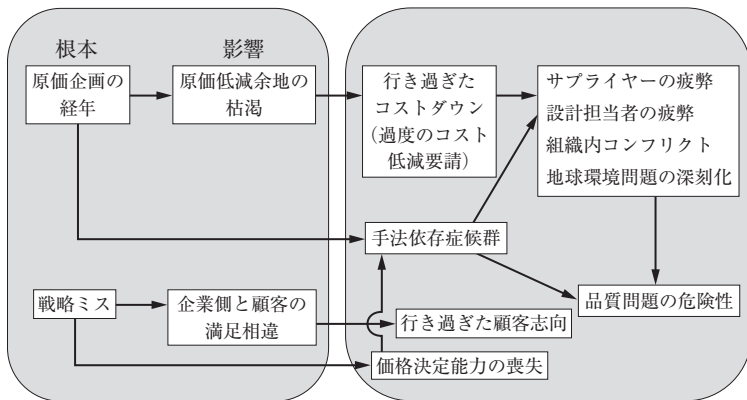 根本
影響
原価企画の
経年
原価低減余地の
枯渇
行き過ぎた
コストダウン
(過度のコスト
低減要請)
サプライヤーの疲弊
設計担当者の疲弊
組織内コンフリクト
地球環境問題の深刻化
手法依存症候群
品質問題の危険性
戦略ミス
企業側と顧客の
満足相違
行き過ぎた顧客志向
価格決定能力の喪失